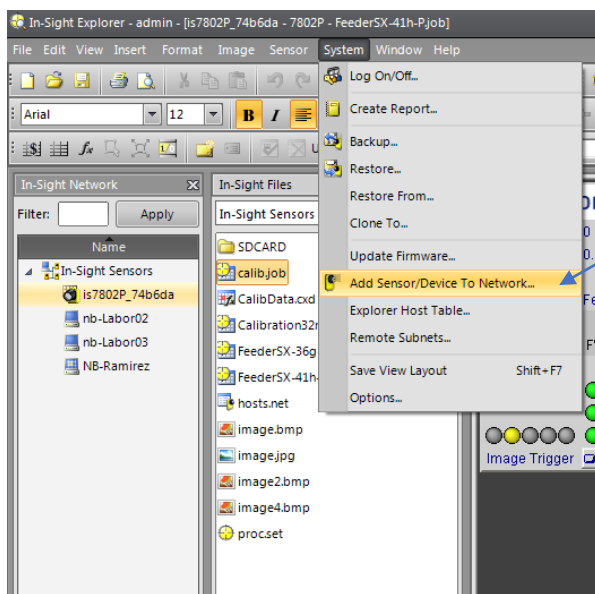 In-Sight Explorer - admin - [is7802P_74b6da - 7802P - FeederSX-41h-P.job]
File Edit View Insert Format Image Sensor System Window Help
Log On/Off...
Arial 12 B I
Create Report...
Backup...
Restore...
In-Sight Network
In-Sight Files
Restore From...
Filter: Apply
In-Sight Sensors
Clone To...
Name
SDCARD
Update Firmware...
In-Sight Sensors
calib.job
Add Sensor/Device To Network...
is7802P_74b6da
CalibData.cxd
Explorer Host Table...
nb-Labor02
Remote Subnets...
nb-Labor03
FeederSX-36g
Save View Layout Shift+F7
NB-Ramirez
FeederSX-41h-
Options...
hosts.net
image.bmp
image.jpg
Image Trigger
image2.bmp
image4.bmp
proc.set